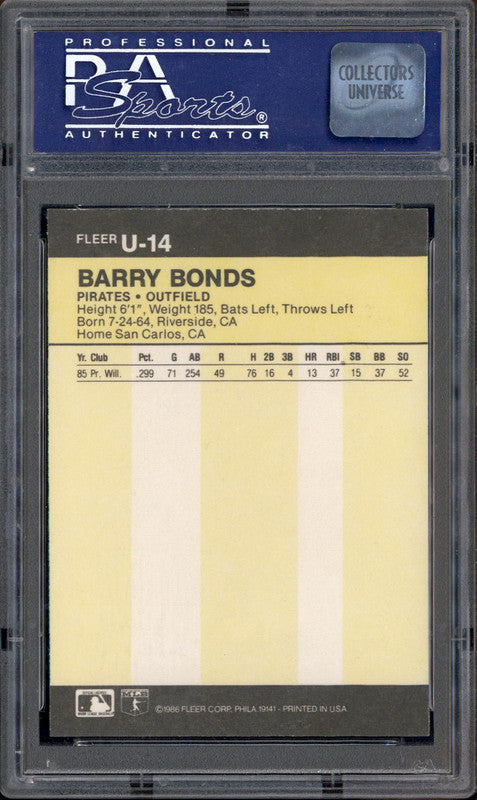 PROFESSIONAL
PSA
Sports®
AUTHENTICATOR
COLLECTORS
UNIVERSE
FLEER U-14
BARRY BONDS
PIRATES • OUTFIELD
Height 6'1", Weight 185, Bats Left, Throws Left
Born 7-24-64, Riverside, CA
Home San Carlos, CA
Yr. Club Pct. G AB R H 2B 3B HR RBI SB BB SO
85 Pr. Will. .299 71 254 49 76 16 4 13 37 15 37 52
©1986 FLEER CORP. PHILA. 19141 - PRINTED IN U.S.A.